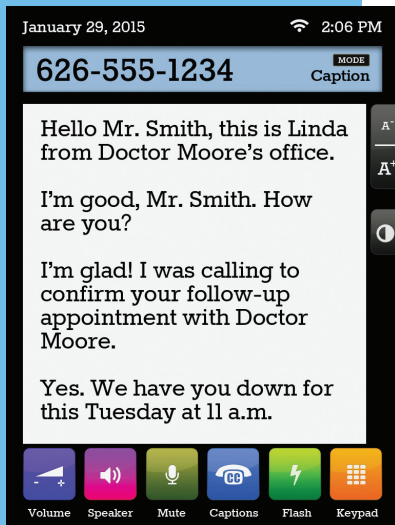 January 29, 2015 2:06 PM
MODE
626-555-1234 Caption
Hello Mr. Smith, this is Linda
from Doctor Moore's office.
I'm good, Mr. Smith. How
are you?
I'm glad! I was calling to
confirm your follow-up
appointment with Doctor
Moore.
Yes. We have you down for
this Tuesday at 11 a.m.
A-
A+
CC
Volume Speaker Mute Captions Flash Keypad